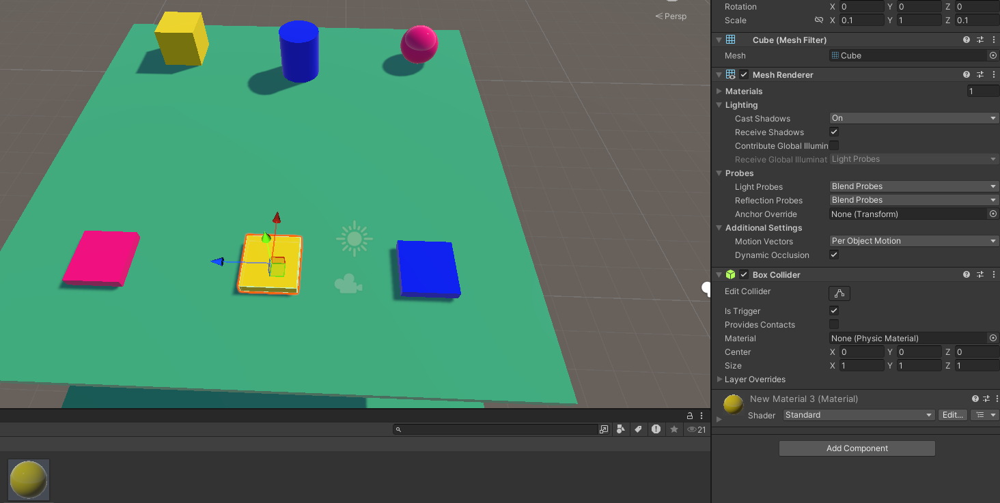 Persp
Rotation X 0 Y 0 Z 0
Scale X 0.1 Y 1 Z 0.1
Cube (Mesh Filter)
Mesh Cube
Mesh Renderer
Materials 1
Lighting
Cast Shadows On
Receive Shadows
Contribute Global Illumin
Receive Global Illuminat Light Probes
Probes
Light Probes Blend Probes
Reflection Probes Blend Probes
Anchor Override None (Transform)
Additional Settings
Motion Vectors Per Object Motion
Dynamic Occlusion
Box Collider
Edit Collider
Is Trigger
Provides Contacts
Material None (Physic Material)
Center X 0 Y 0 Z 0
Size X 1 Y 1 Z 1
Layer Overrides
New Material 3 (Material)
Shader Standard Edit...
21
Add Component